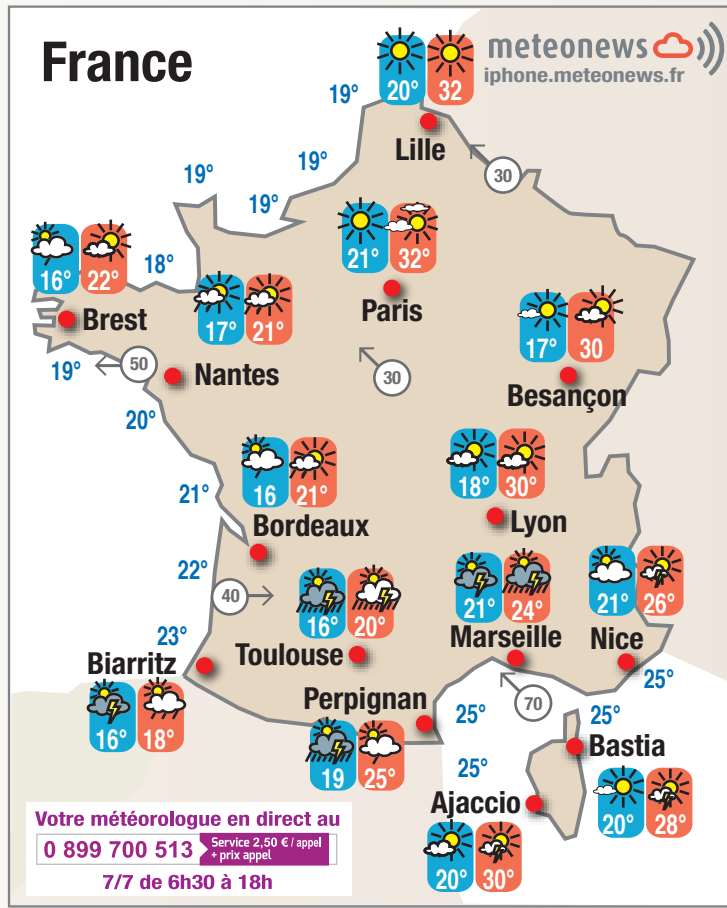 France
meteonews
iphone.meteonews.fr
20° 32
19°
Lille
30
19°
19°
19°
21° 32°
Paris
16° 22°
18°
Brest
17° 21°
17° 30
19°
50
Nantes
30
Besançon
20°
16 21°
18° 30°
21°
Bordeaux
Lyon
22°
40
16° 20°
21° 24°
21° 26°
23°
Biarritz
Toulouse
Marseille
Nice
25°
16° 18°
Perpignan
70
25°
25°
19 25°
Bastia
25°
Ajaccio
20° 28°
20° 30°
Votre météorologue en direct au
0 899 700 513 Service 2,50 € / appel
+ prix appel
7/7 de 6h30 à 18h